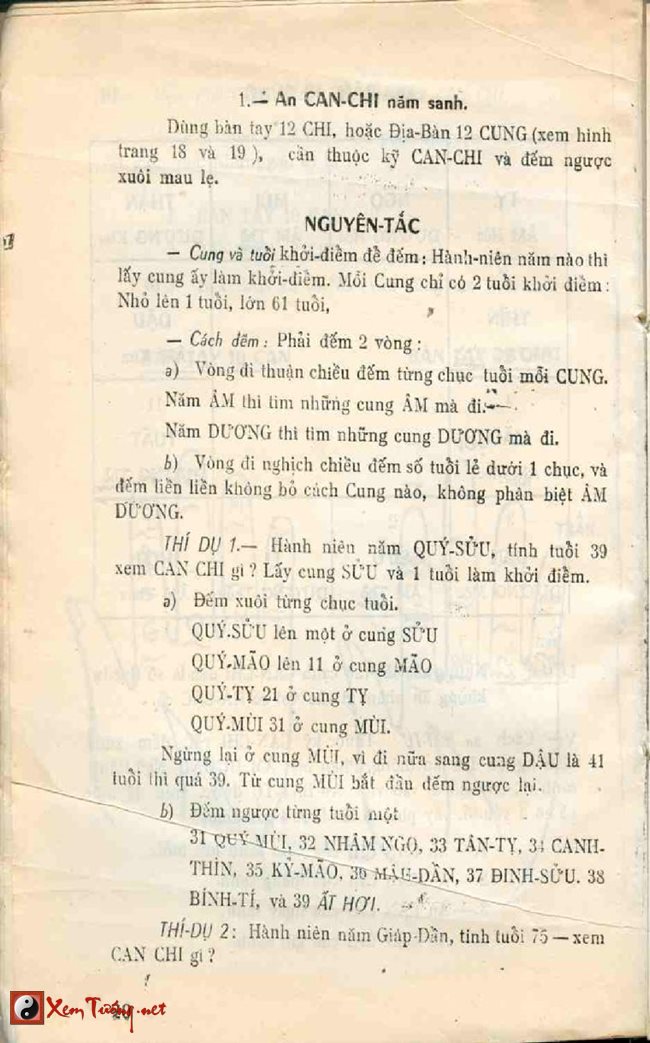 1.— An CAN-CHI năm sanh.
Dùng bàn tay 12 CHI, hoặc Địa-Bàn 12 CUNG (xem hình
trang 18 và 19 ), cần thuộc kỹ CAN-CHI và đếm ngược
xuôi mau lẹ.
NGUYÊN-TẮC
— Cung và tuổi khởi-điểm để đếm: Hành-niên năm nào thì
lấy cung ấy làm khởi-điểm. Mỗi Cung chỉ có 2 tuổi khởi điểm:
Nhỏ lên 1 tuổi, lớn 61 tuổi,
— Cách đếm: Phải đếm 2 vòng:
a) Vòng đi thuận chiều đếm từng chục tuổi mỗi CUNG.
Năm ÂM thì tìm những cung ÂM mà đi.
Năm DƯƠNG thì tìm những cung DƯƠNG mà đi.
b) Vòng đi nghịch chiều đếm số tuổi lẻ dưới 1 chục, và
đếm liền liền không bỏ cách Cung nào, không phân biệt ÂM
DƯƠNG.
THÍ DỤ 1.— Hành niên năm QUÝ-SỬU, tính tuổi 39
xem CAN CHI gì ? Lấy cung SỬU và 1 tuổi làm khởi điểm.
a) Đếm xuôi từng chục tuổi.
QUÝ.SỬU lên một ở cung SỬU
QUÝ-MÃO lên 11 ở cung MÃO
QUÝ-TỴ 21 ở cung TỴ
QUÝ.MÙI 31 ở cung MÙI.
Ngừng lại ở cung MÙI, vì đi nữa sang cung DẬU là 41
tuổi thì quá 39. Từ cung MÙI bắt đầu đếm ngược lại.
b) Đếm ngược từng tuổi một
31 QUÝ MÙI, 32 NHÂM NGỌ, 33 TÂN-TỴ, 34 CANH-
THÌN, 35 KỶ-MÃO, 36 MẬU-DẦN, 37 ĐINH-SỬU. 38
BÍNH-TÍ, và 39 ẤT HỢI.
THÍ-DỤ 2: Hành niên năm Giáp-Dần, tính tuổi 75 — xem
CAN CHI gì ?
20
XemTướng.net